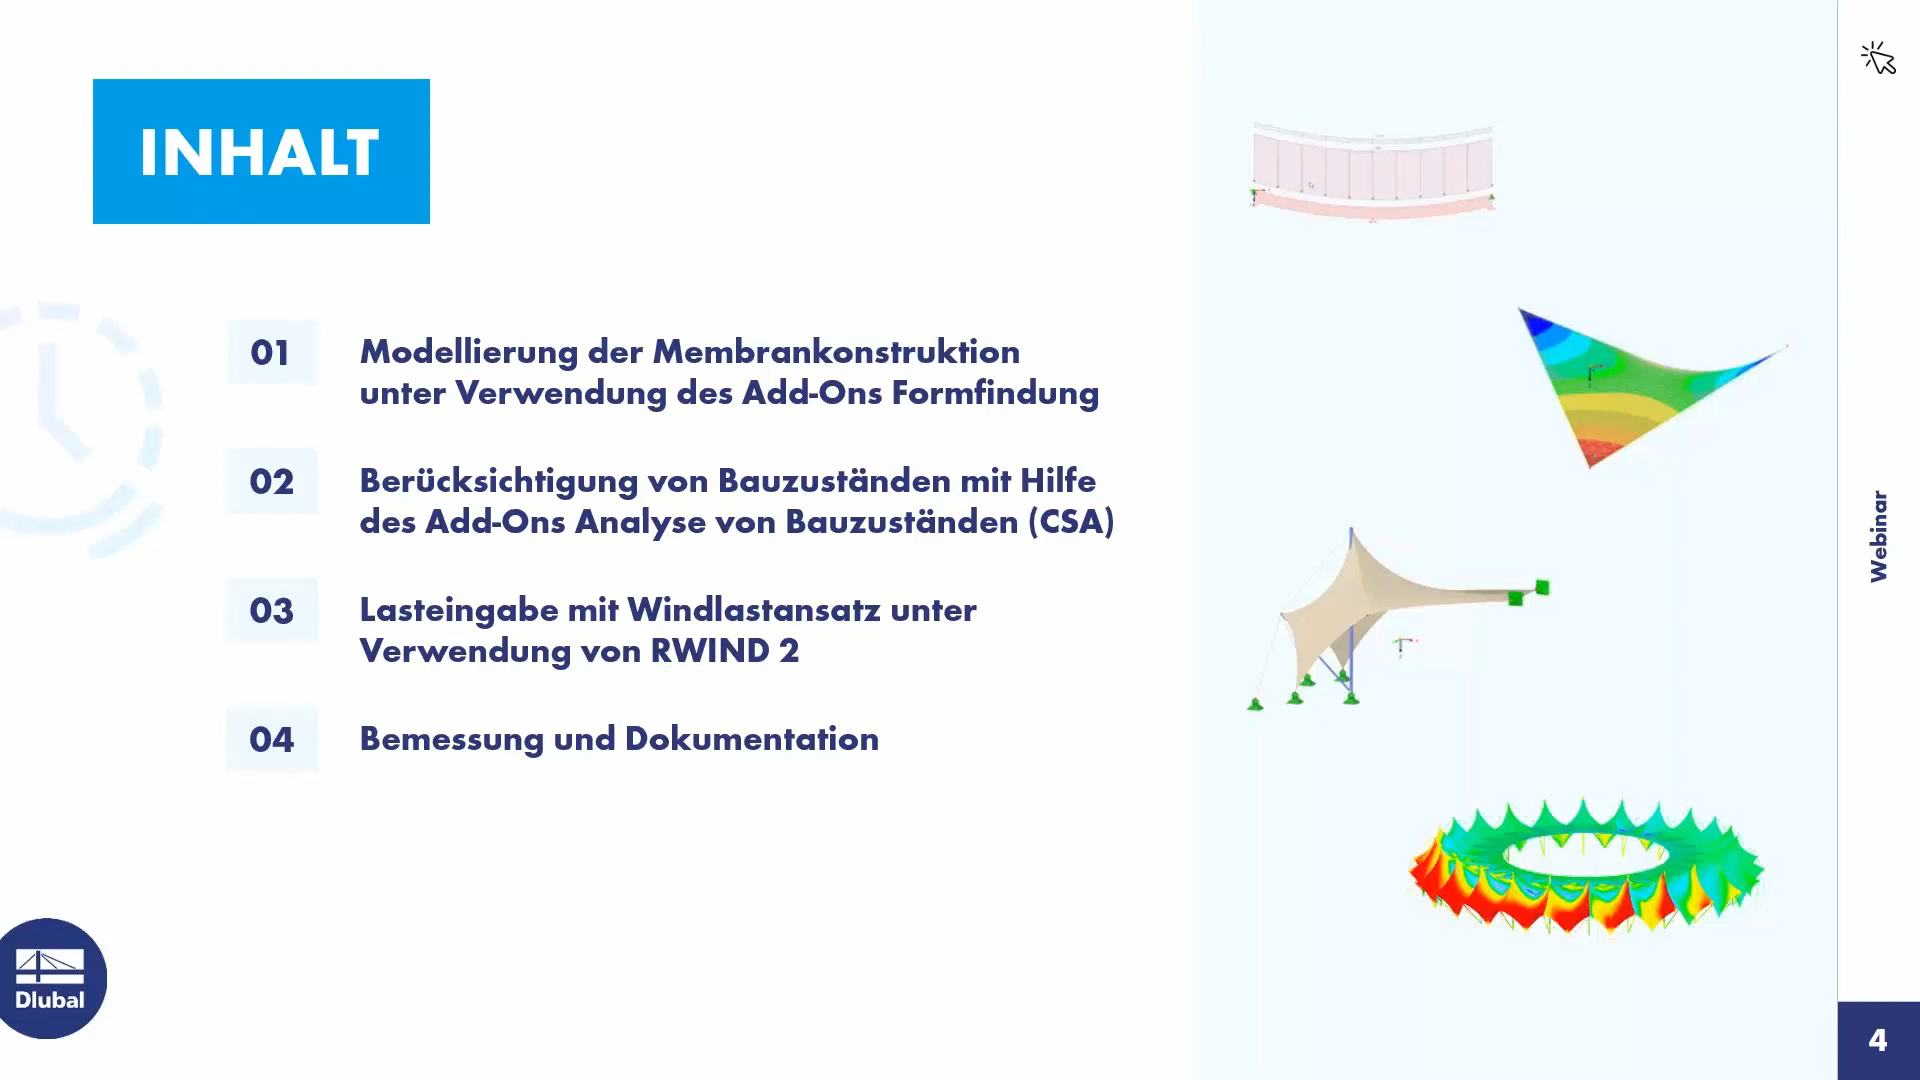 INHALT
01
Modellierung der Membrankonstruktion
unter Verwendung des Add-Ons Formfindung
02
Berücksichtigung von Bauzuständen mit Hilfe
des Add-Ons Analyse von Bauzuständen (CSA)
03
Lasteingabe mit Windlastansatz unter
Verwendung von RWIND 2
04
Bemessung und Dokumentation
Webinar
Dlubal
4